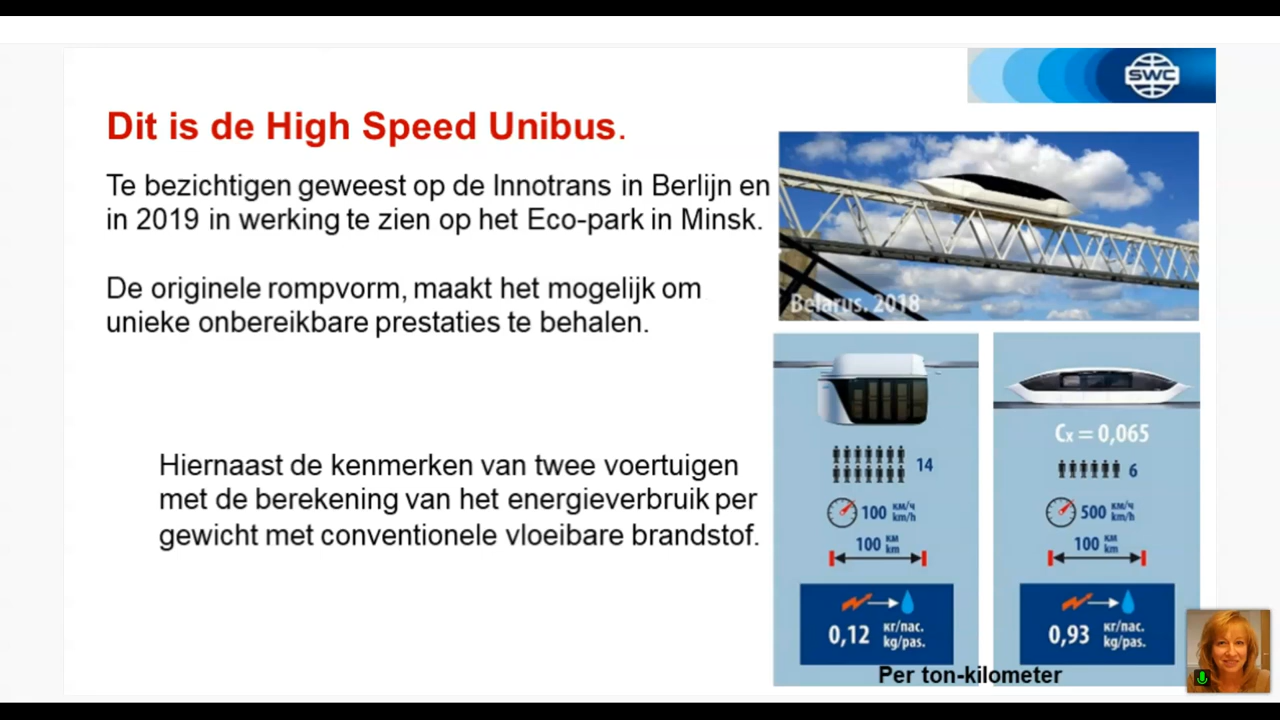 SWC
Dit is de High Speed Unibus.
Te bezichtigen geweest op de Innotrans in Berlijn en
in 2019 in werking te zien op het Eco-park in Minsk.
De originele rompvorm, maakt het mogelijk om
unieke onbereikbare prestaties te behalen.
Hiernaast de kenmerken van twee voertuigen
met de berekening van het energieverbruik per
gewicht met conventionele vloeibare brandstof.
Belarus. 2018
14
100 км/ч km/h
100 км km
0,12 кг/пас. kg/pas.
Cx = 0,065
6
500 км/ч km/h
100 км km
0,93 кг/пас. kg/pas.
Per ton-kilometer